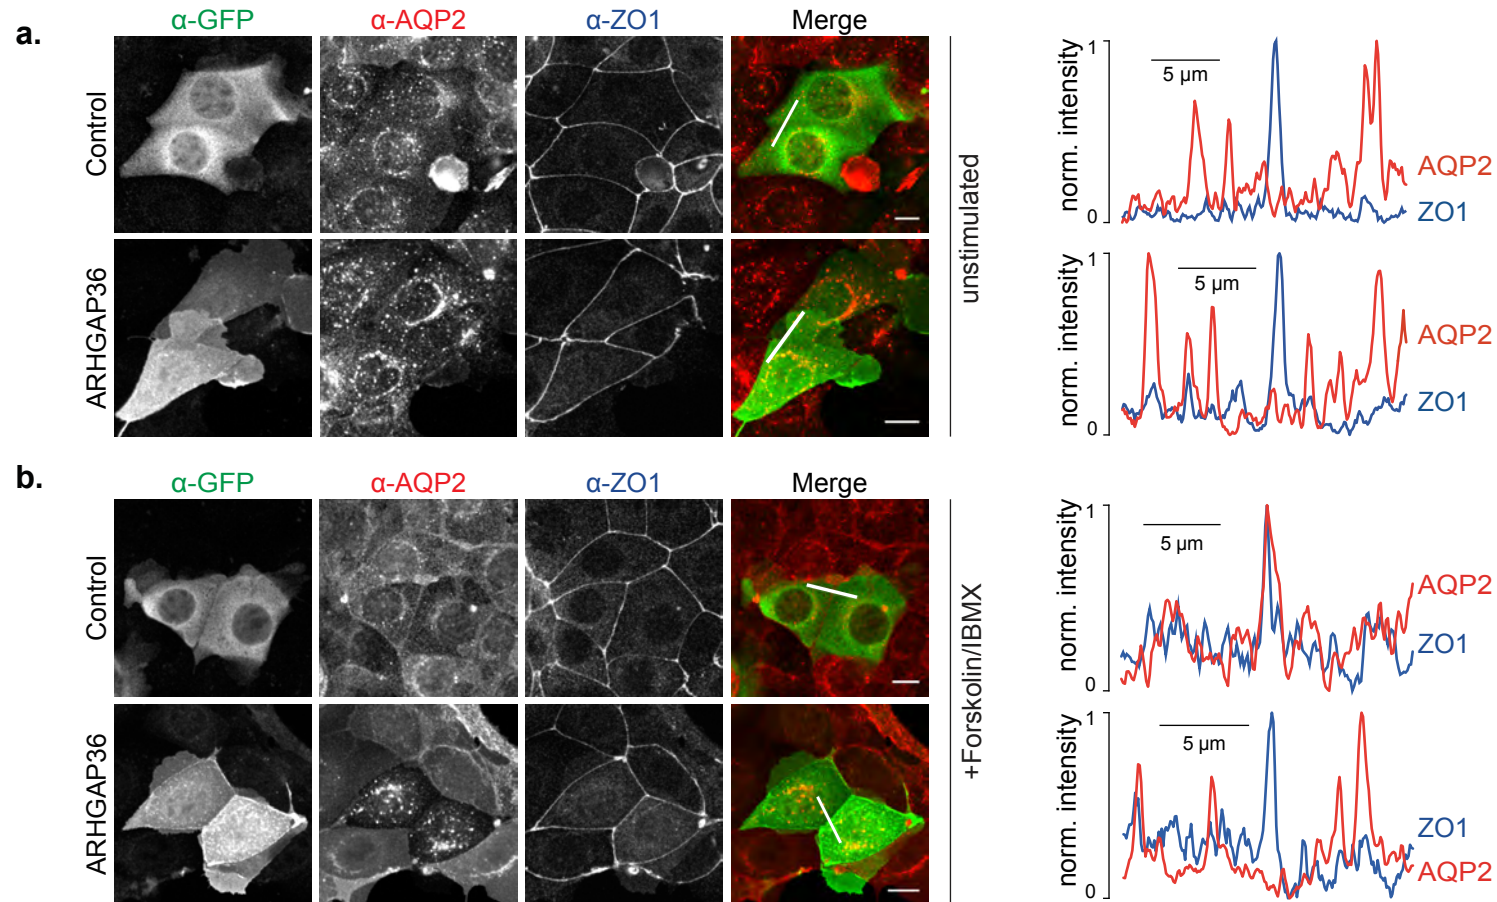 a.
α-GFP
α-AQP2
α-ZO1
Merge
Control
ARHGAP36
unstimulated
norm. intensity
1
0
5 µm
AQP2
ZO1
norm. intensity
1
0
5 µm
AQP2
ZO1
b.
α-GFP
α-AQP2
α-ZO1
Merge
Control
ARHGAP36
+Forskolin/IBMX
norm. intensity
1
0
5 µm
AQP2
ZO1
norm. intensity
1
0
5 µm
ZO1
AQP2